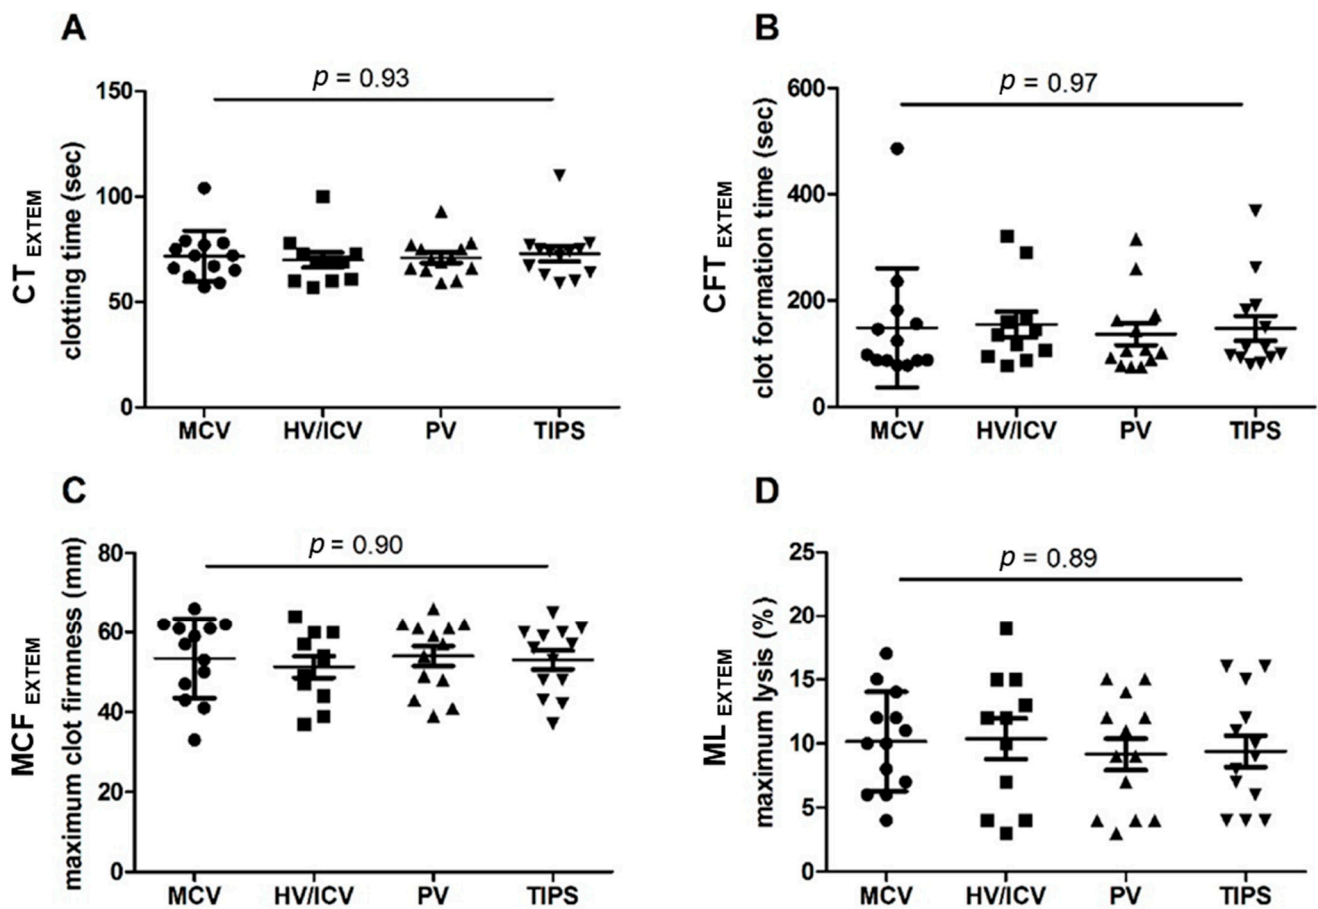 A
p = 0.93
CT EXTEM
clotting time (sec)
150
100
50
0
MCV HV/ICV PV TIPS
B
p = 0.97
CFT EXTEM
clot formation time (sec)
600
400
200
0
MCV HV/ICV PV TIPS
C
p = 0.90
MCF EXTEM
maximum clot firmness (mm)
80
60
40
20
0
MCV HV/ICV PV TIPS
D
p = 0.89
ML EXTEM
maximum lysis (%)
25
20
15
10
5
0
MCV HV/ICV PV TIPS